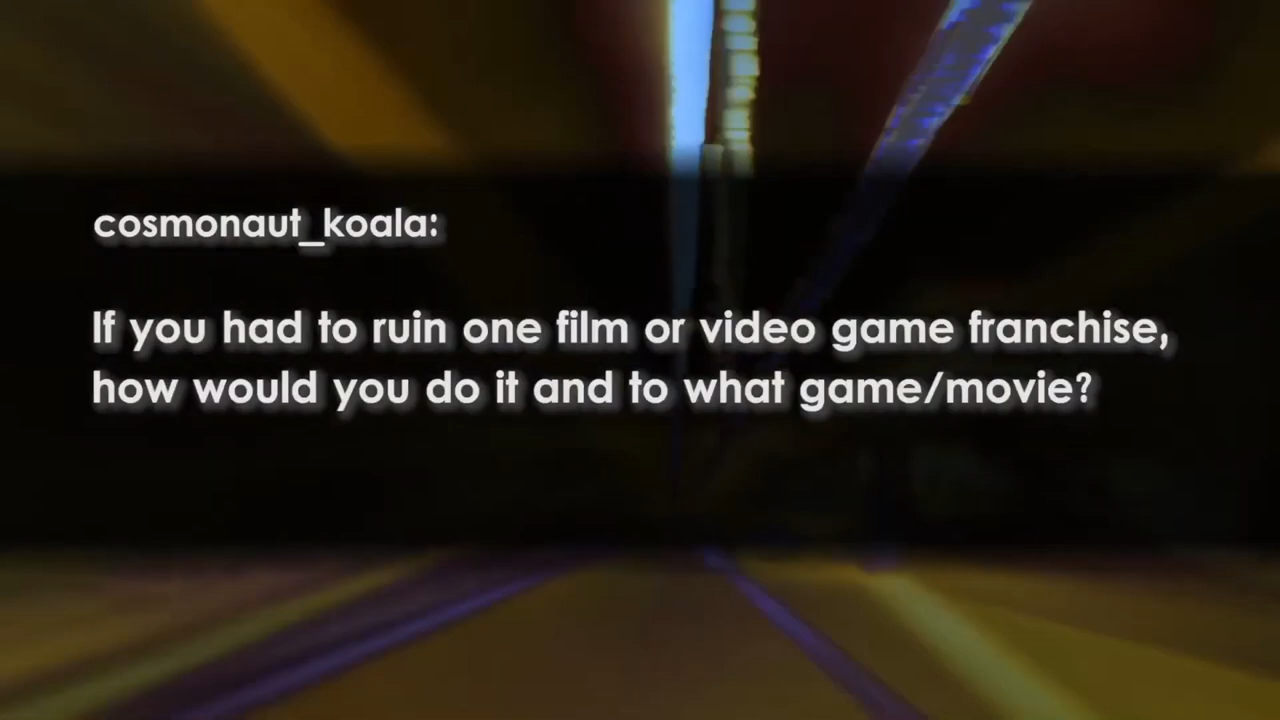 cosmonaut_koala:
If you had to ruin one film or video game franchise,
how would you do it and to what game/movie?